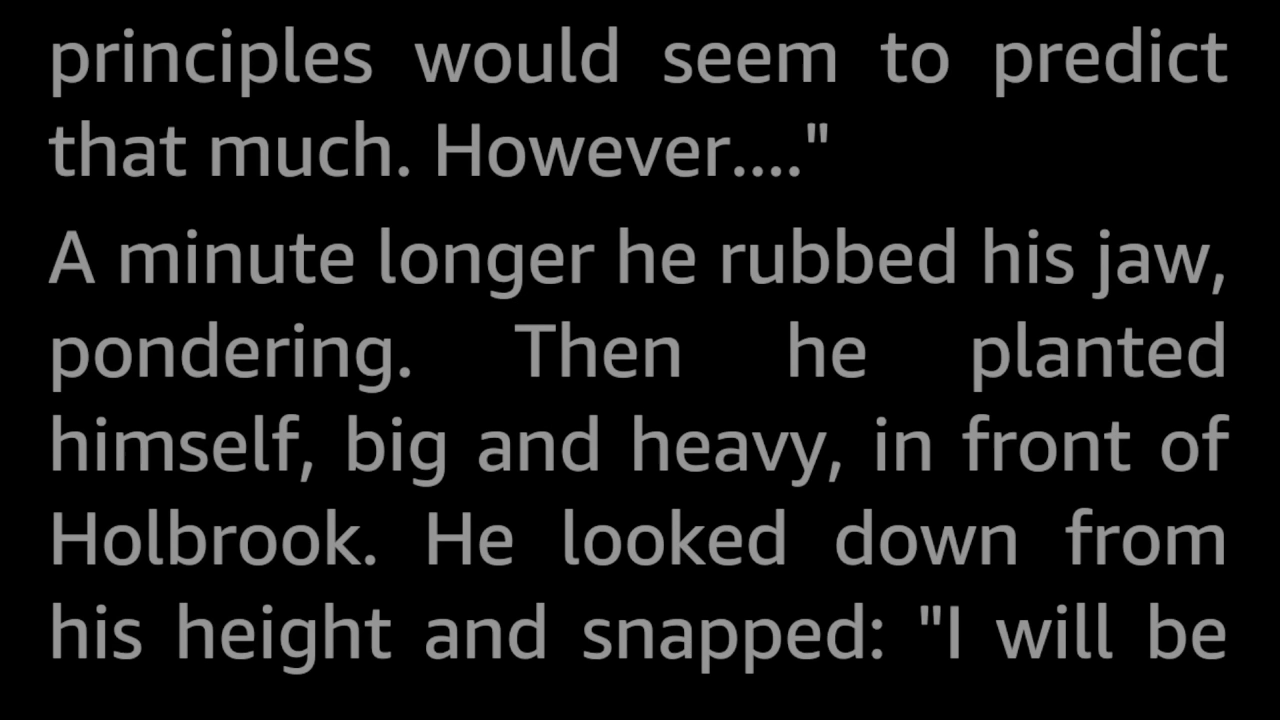 principles would seem to predict
that much. However...."
A minute longer he rubbed his jaw,
pondering. Then he planted
himself, big and heavy, in front of
Holbrook. He looked down from
his height and snapped: "I will be